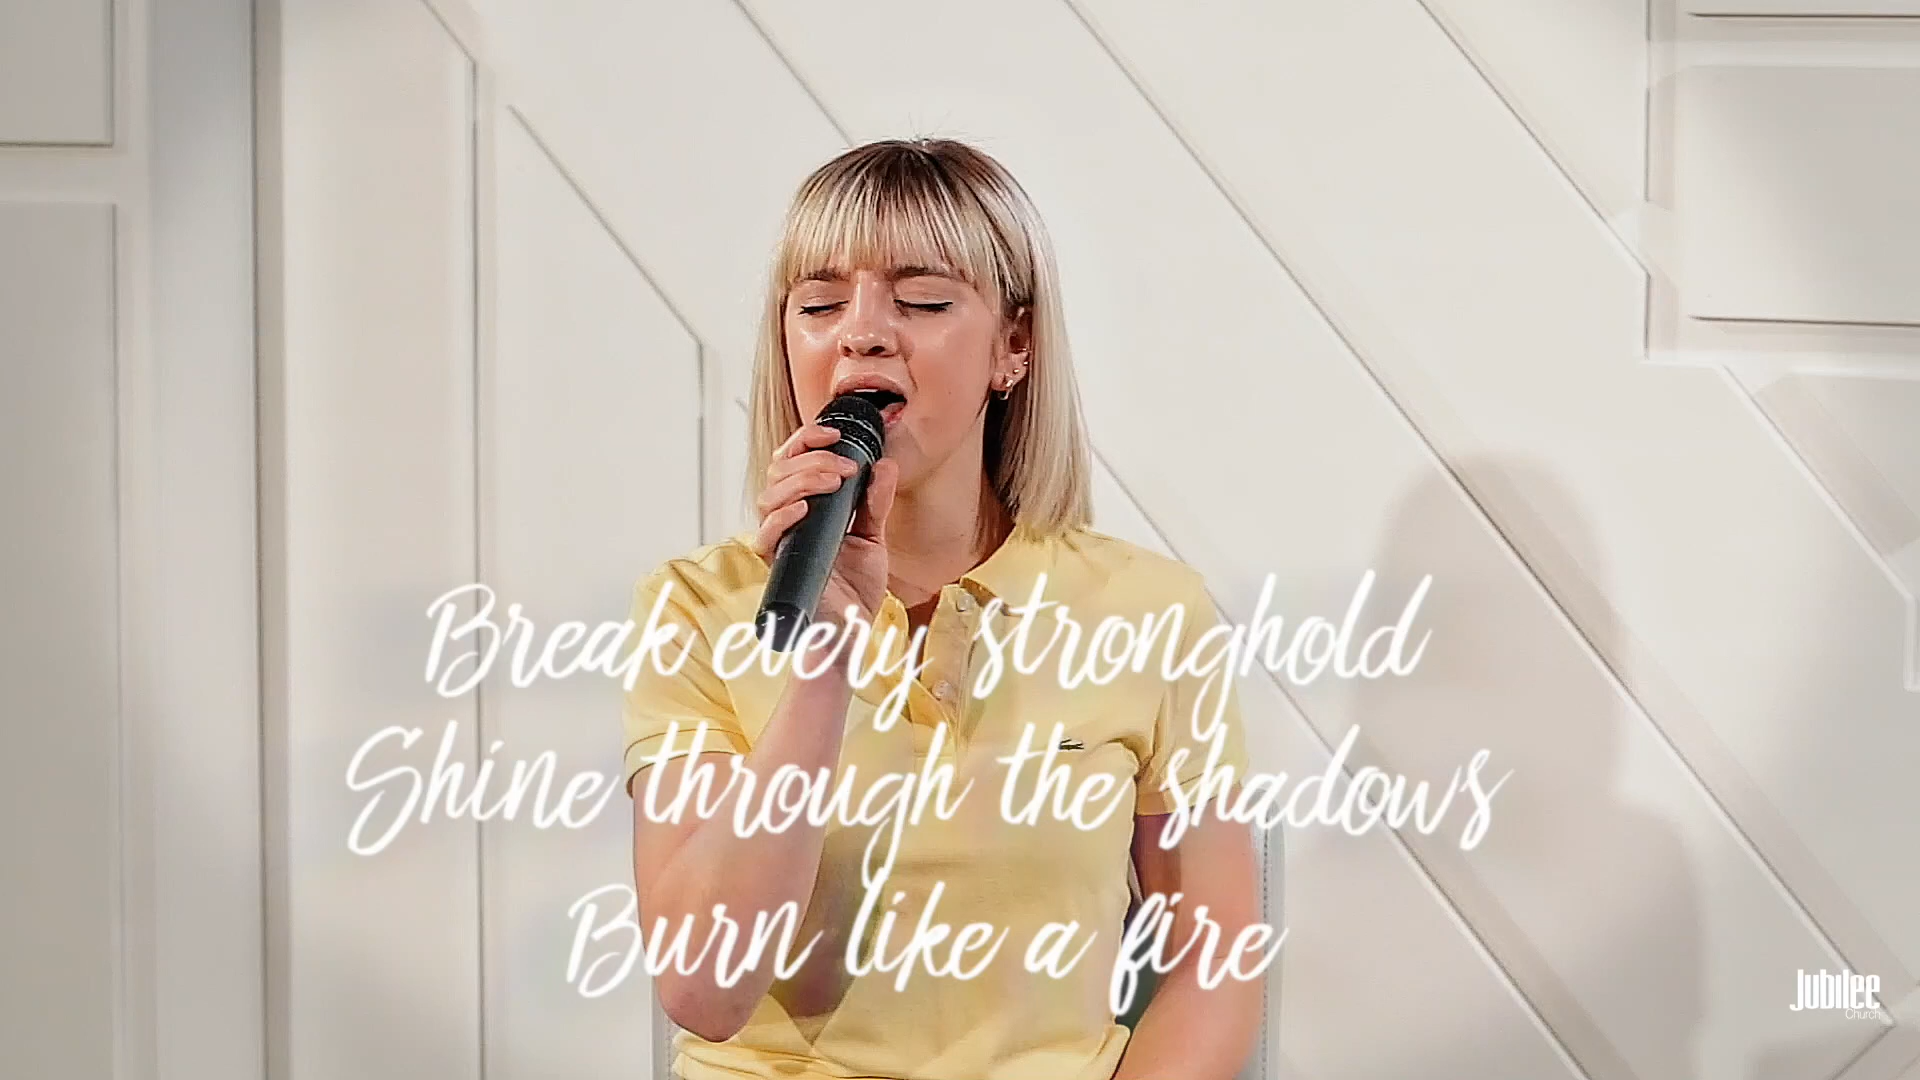 Break every stronghold
Shine through the shadows
Burn like a fire
Jubilee
Church